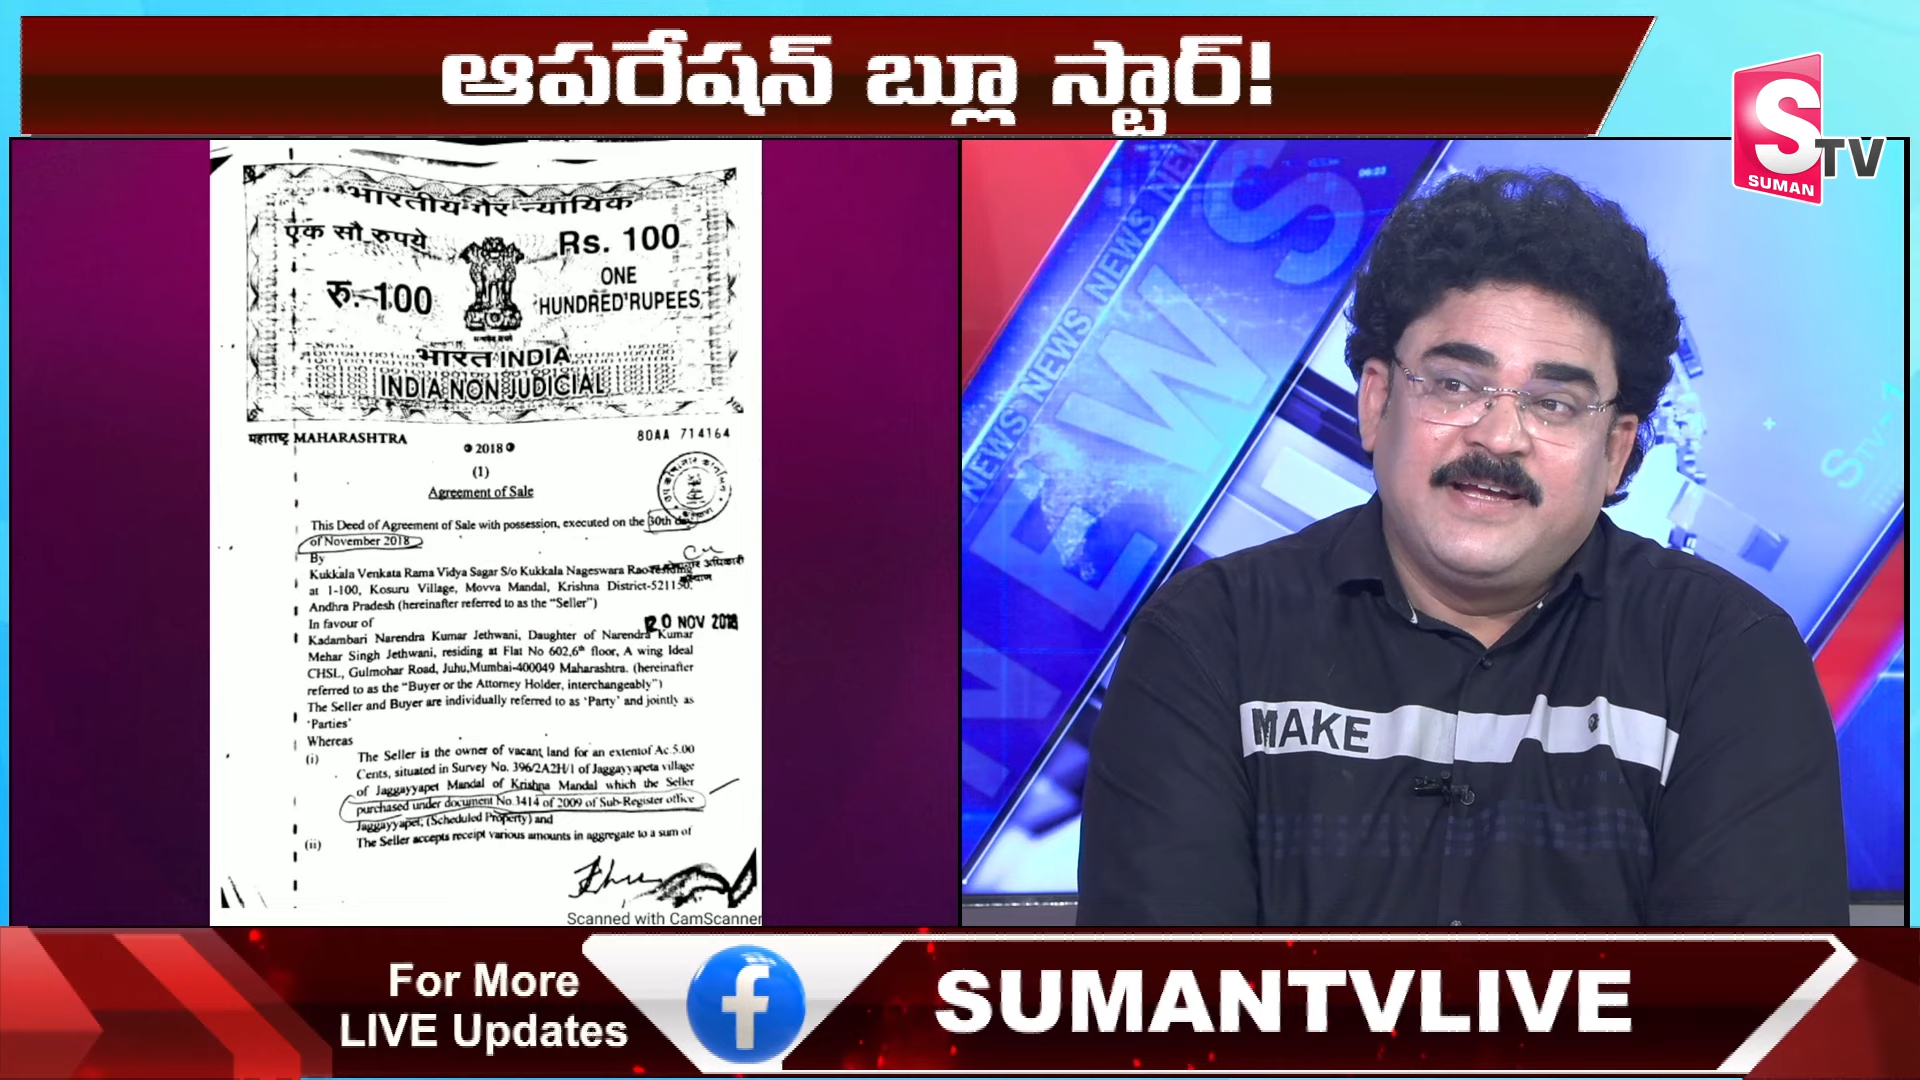 ఆపరేషన్ బ్లూ స్టార్!
S
TV
SUMAN
भारतीय गैर न्यायिक
एक सौ रुपये
Rs. 100
रु. 100
ONE
HUNDRED RUPEES
भारत INDIA
INDIA NON JUDICIAL
महाराष्ट्र MAHARASHTRA
2018
80AA 714164
(1)
Agreement of Sale
This Deed of Agreement of Sale with possession, executed on the 30th
of November 2018
By
Kukkala Venkata Rama Vidya Sagar S/o Kukkala Nageswara Rao residing
at 1-100, Kosuru Village, Movva Mandal, Krishna District-521150,
Andhra Pradesh (hereinafter referred to as the “Seller”)
In favour of
20 NOV 2018
Kadambari Narendra Kumar Jethwani, Daughter of Narendra Kumar
Mehar Singh Jethwani, residing at Flat No 602,6th floor, A wing Ideal
CHSL, Gulmohar Road, Juhu,Mumbai-400049 Maharashtra. (hereinafter
referred to as the “Buyer or the Attorney Holder, interchangeably”)
The Seller and Buyer are individually referred to as ‘Party’ and jointly as
‘Parties’
Whereas
(i) The Seller is the owner of vacant land for an extentof Ac 5.00
Cents, situated in Survey No. 396/2A2H/1 of Jaggayyapeta village
of Jaggayyapet Mandal of Krishna Mandal which the Seller
purchased under document No.3414 of 2009 of Sub-Register office
Jaggayyapet, (Scheduled Property) and
(ii) The Seller accepts receipt various amounts in aggregate to a sum of
Scanned with CamScanner
NEWS NEWS NEWS
NEWS
MAKE
For More
LIVE Updates
SUMANTVLIVE